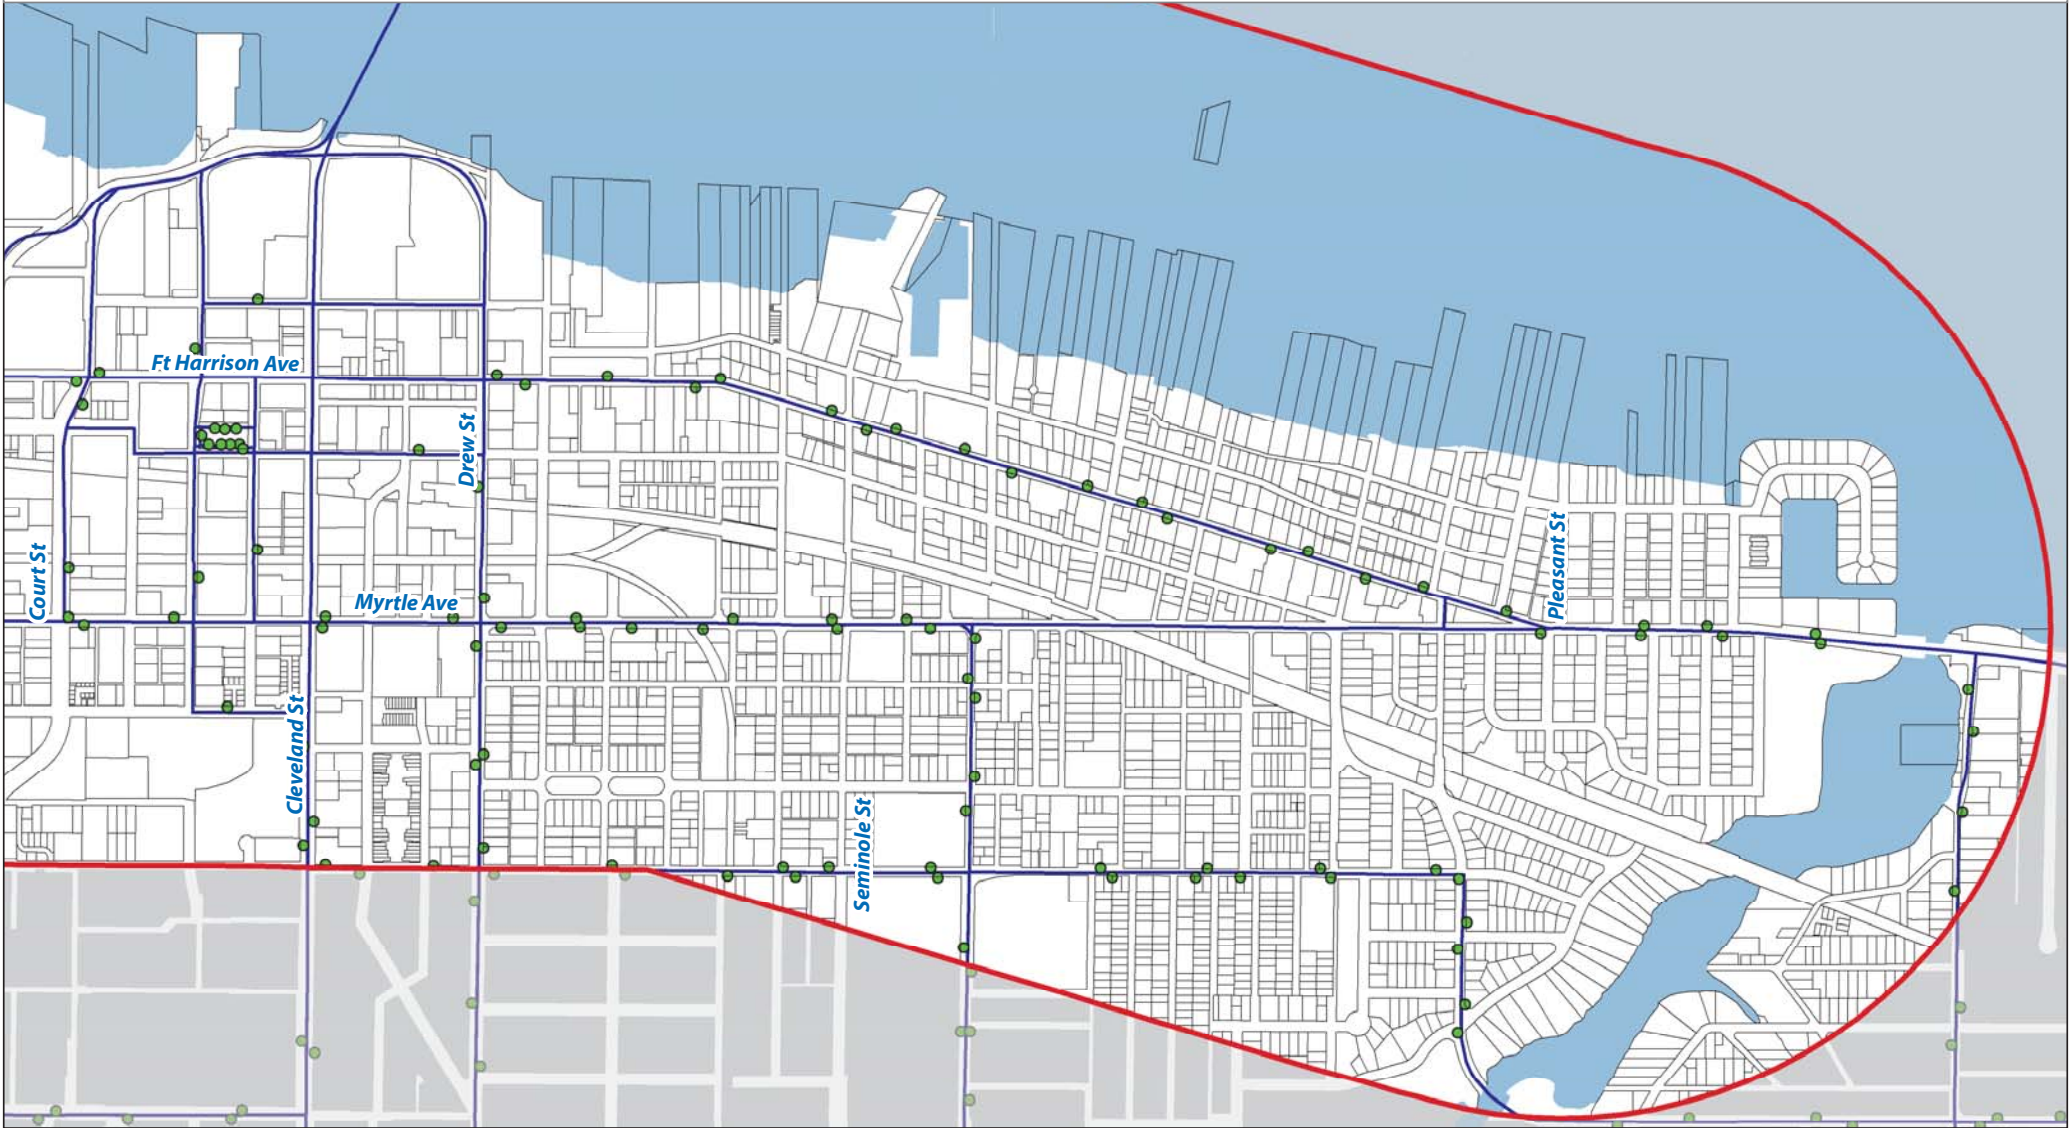 Ft Harrison Ave
Drew St
Court St
Myrtle Ave
Pleasant St
Cleveland St
Seminole St